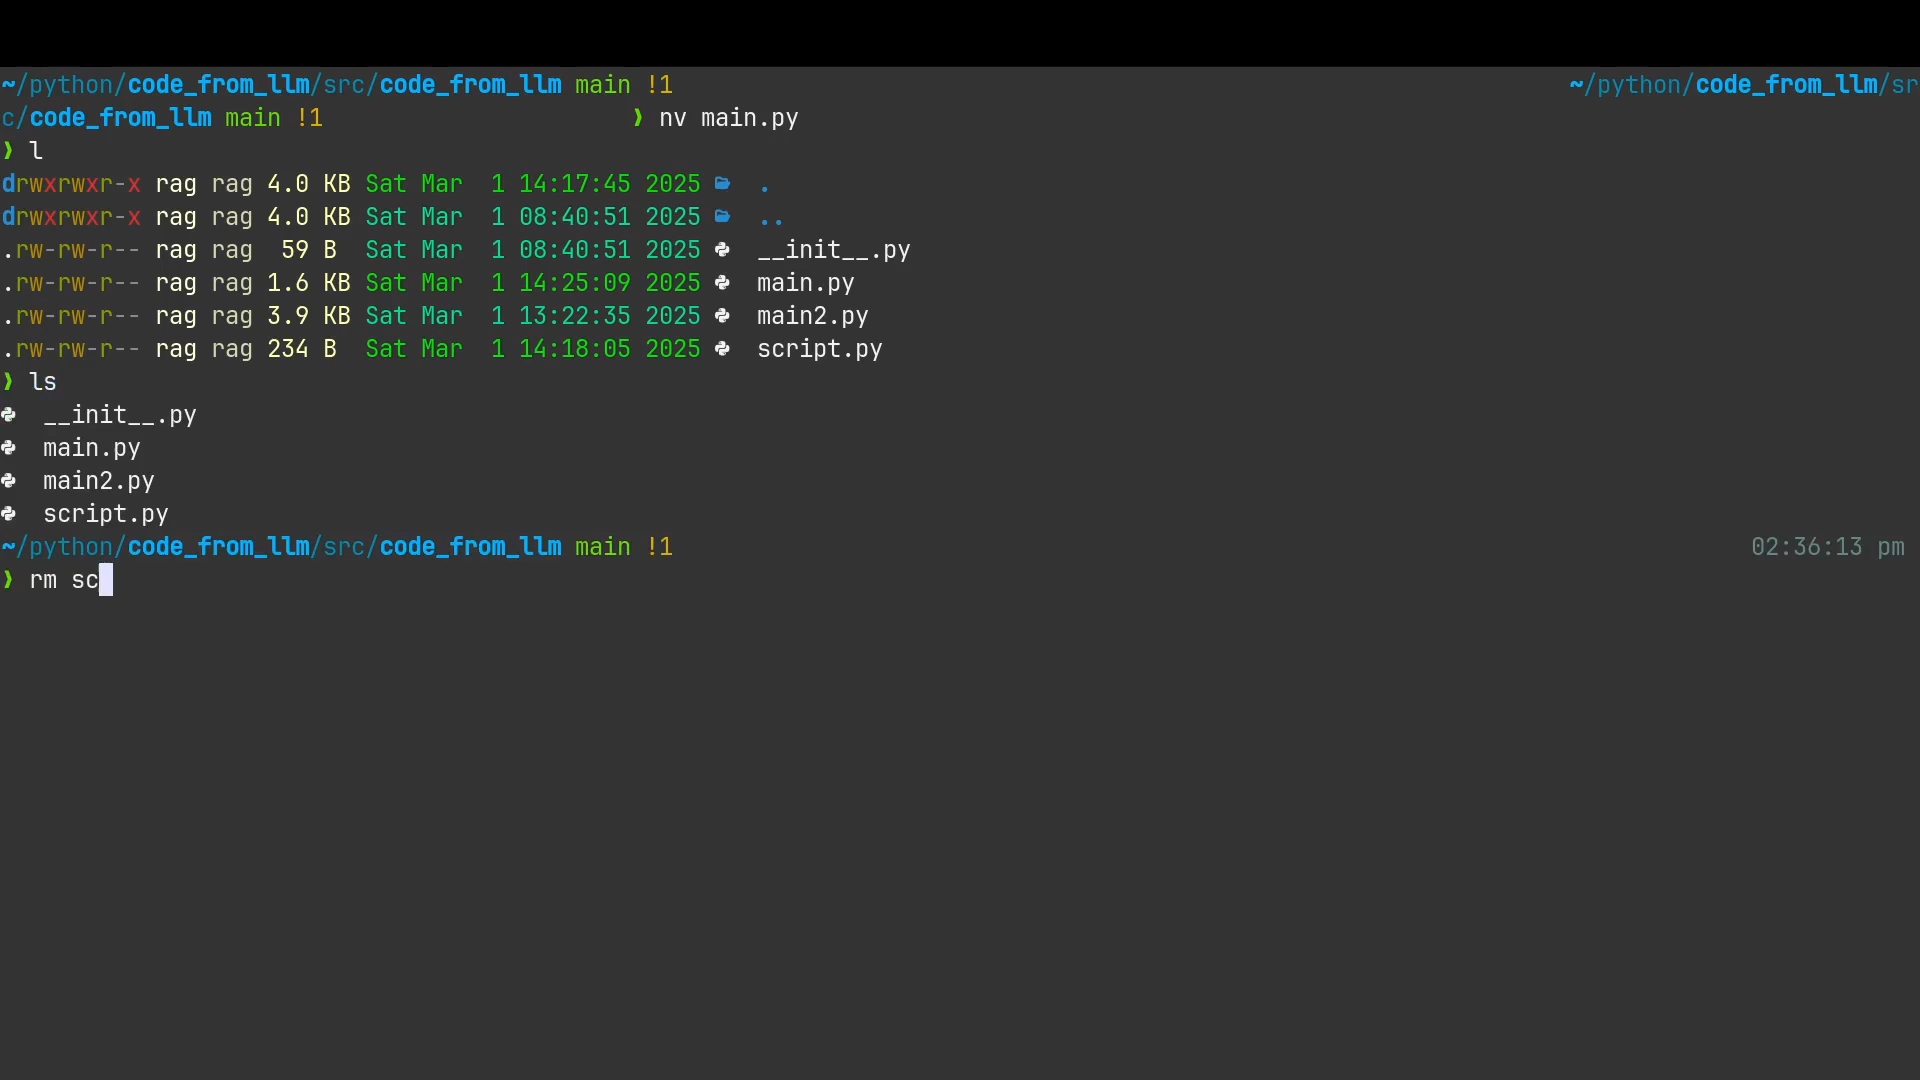 ~/python/code_from_llm/src/code_from_llm main !1 ~/python/code_from_llm/sr
c/code_from_llm main !1 ❯ nv main.py
❯ l
drwxrwxr-x rag rag 4.0 KB Sat Mar  1 14:17:45 2025 .
drwxrwxr-x rag rag 4.0 KB Sat Mar  1 08:40:51 2025 ..
.rw-rw-r-- rag rag  59 B  Sat Mar  1 08:40:51 2025 __init__.py
.rw-rw-r-- rag rag 1.6 KB Sat Mar  1 14:25:09 2025 main.py
.rw-rw-r-- rag rag 3.9 KB Sat Mar  1 13:22:35 2025 main2.py
.rw-rw-r-- rag rag 234 B  Sat Mar  1 14:18:05 2025 script.py
❯ ls
__init__.py
main.py
main2.py
script.py
~/python/code_from_llm/src/code_from_llm main !1 02:36:13 pm
❯ rm sc